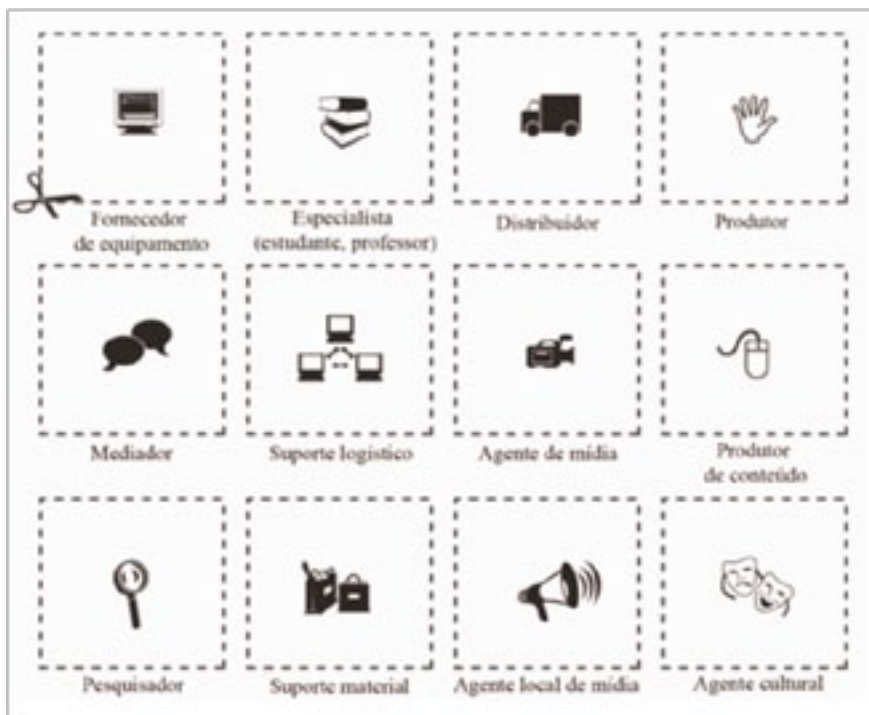 Fornecedor
de equipamento
Especialista
(estudante, professor)
Distribuidor
Produtor
Mediador
Suporte logístico
Agente de mídia
Produtor
de conteúdo
Pesquisador
Suporte material
Agente local de mídia
Agente cultural